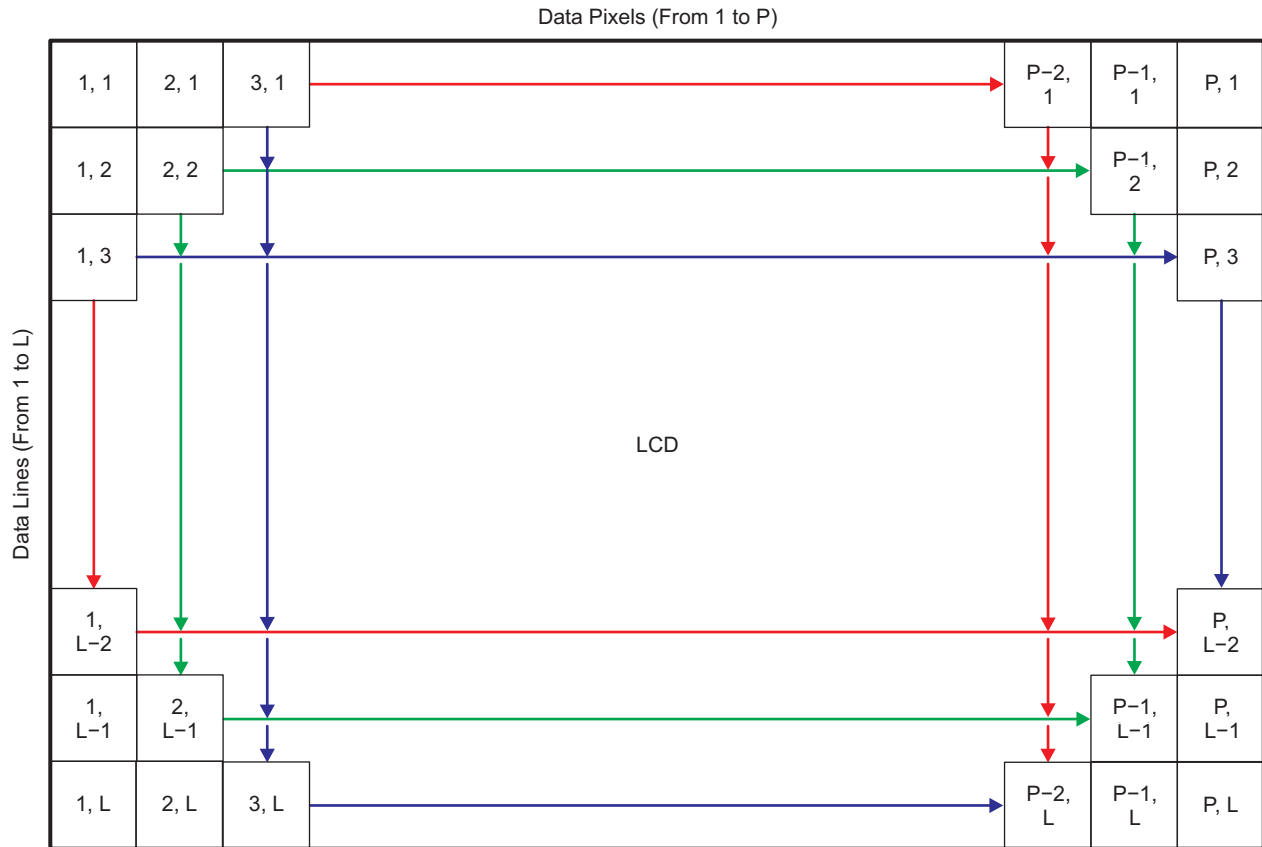 Data Pixels (From 1 to P)
1, 1
2, 1
3, 1
P−2,
1
P−1,
1
P, 1
1, 2
2, 2
P−1,
2
P, 2
1, 3
P, 3
Data Lines (From 1 to L)
LCD
1,
L−2
P,
L−2
1,
L−1
2,
L−1
P−1,
L−1
P,
L−1
1, L
2, L
3, L
P−2,
L
P−1,
L
P, L